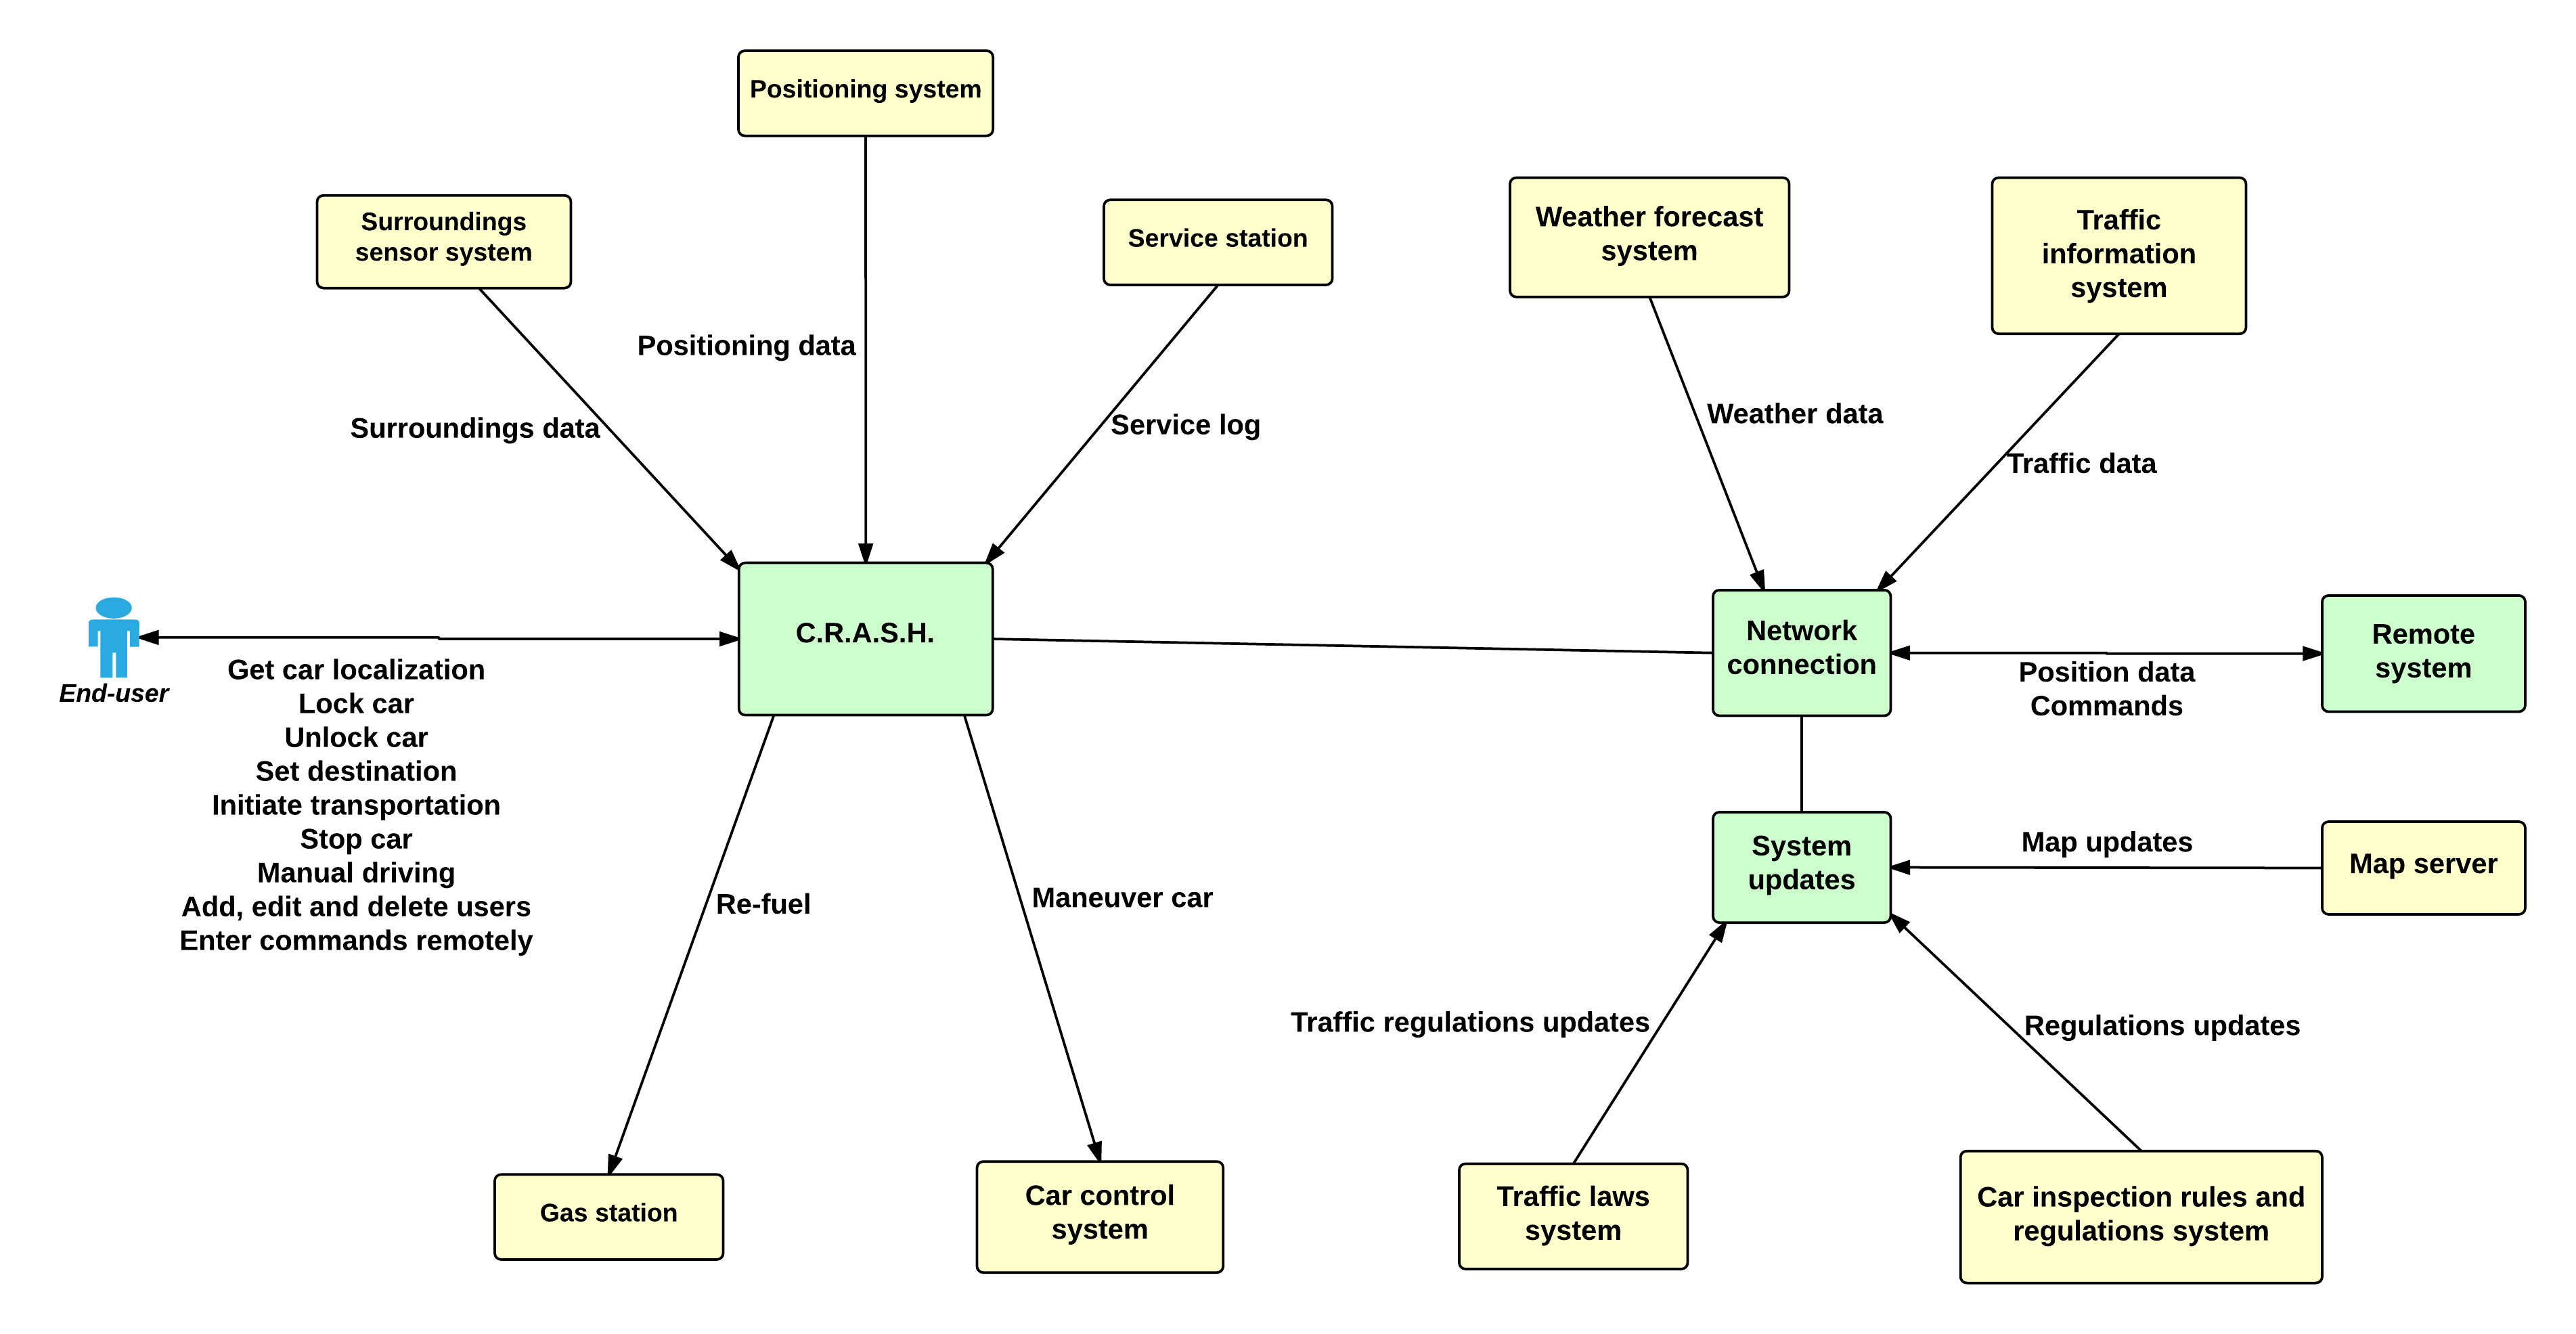 Positioning system
Surroundings
sensor system
Service station
Weather forecast
system
Traffic
information
system
Positioning data
Surroundings data
Service log
Weather data
Traffic data
C.R.A.S.H.
Network
connection
Remote
system
Position data
Commands
End-user
Get car localization
Lock car
Unlock car
Set destination
Initiate transportation
Stop car
Manual driving
Add, edit and delete users
Enter commands remotely
System
updates
Map updates
Map server
Re-fuel
Maneuver car
Traffic regulations updates
Regulations updates
Gas station
Car control
system
Traffic laws
system
Car inspection rules and
regulations system